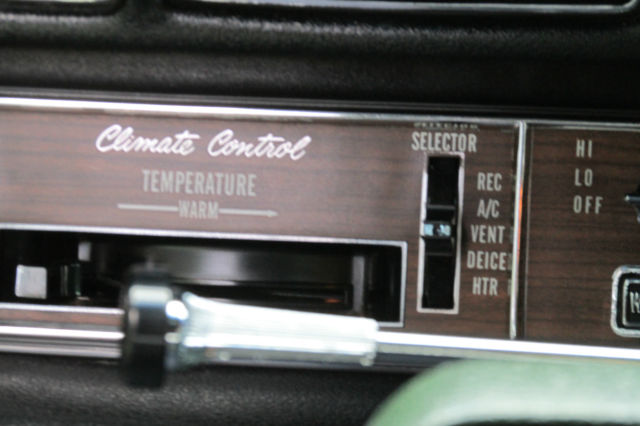 Climate Control
TEMPERATURE
WARM
SELECTOR
REC
A/C
VENT
DEICE
HTR
HI
LO
OFF